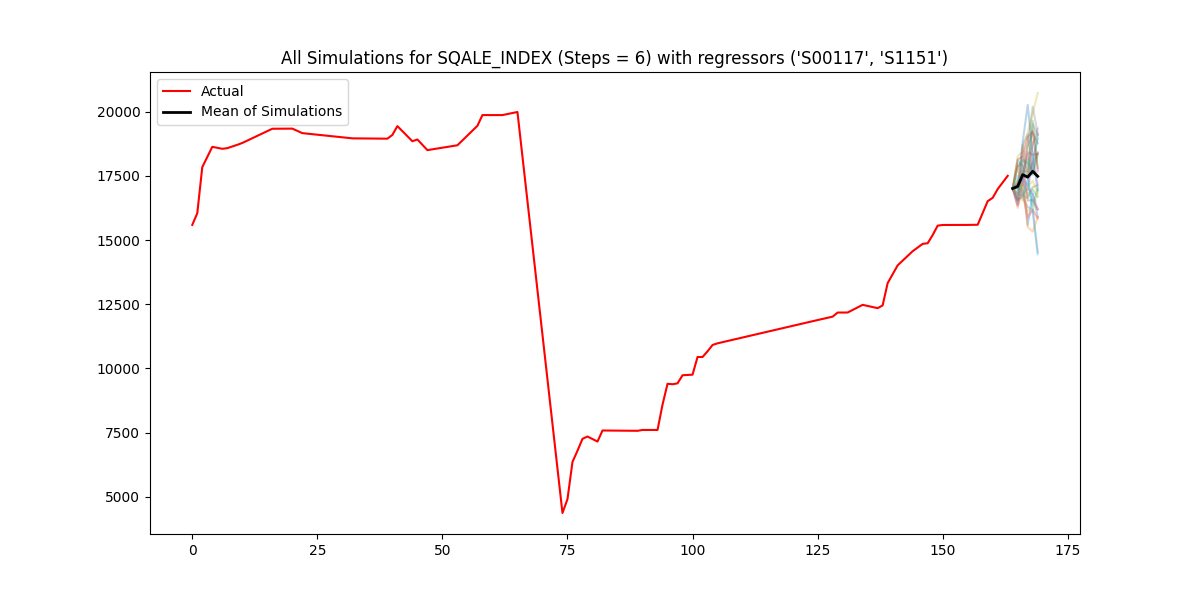 All Simulations for SQALE_INDEX (Steps = 6) with regressors ('S00117', 'S1151')
Actual
Mean of Simulations
20000
17500
15000
12500
10000
7500
5000
0 25 50 75 100 125 150 175